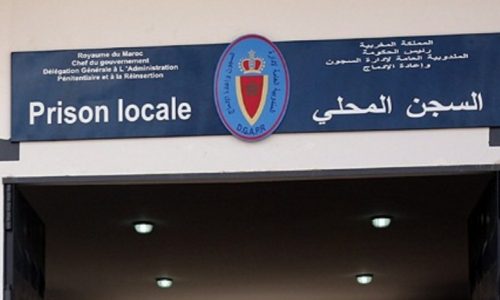 Royaume du Maroc
Chef du gouvernement
Délégation Générale à L'Administration
Pénitentiaire et à la Réinsertion
Prison locale
D.G.A.P.R
المملكة المغربية
رئيس الحكومة
المندوبية العامة لإدارة السجون
وإعادة الإدماج
السجن المحلي